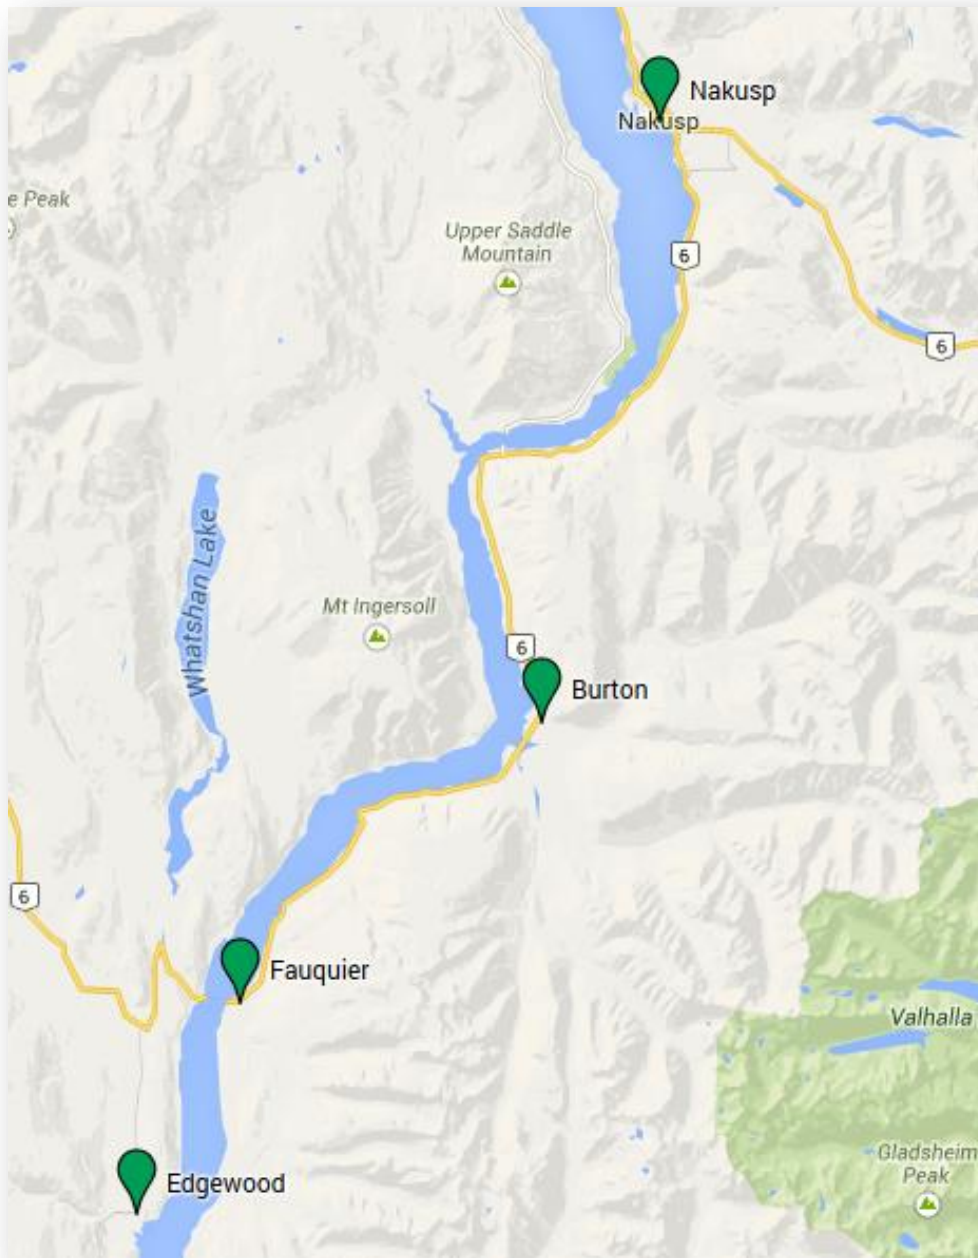 Nakusp
Nakusp
e Peak
Upper Saddle
Mountain
6
6
Whatshan Lake
Mt Ingersoll
6
Burton
6
Fauquier
Valhalla
Edgewood
Gladsheim
Peak